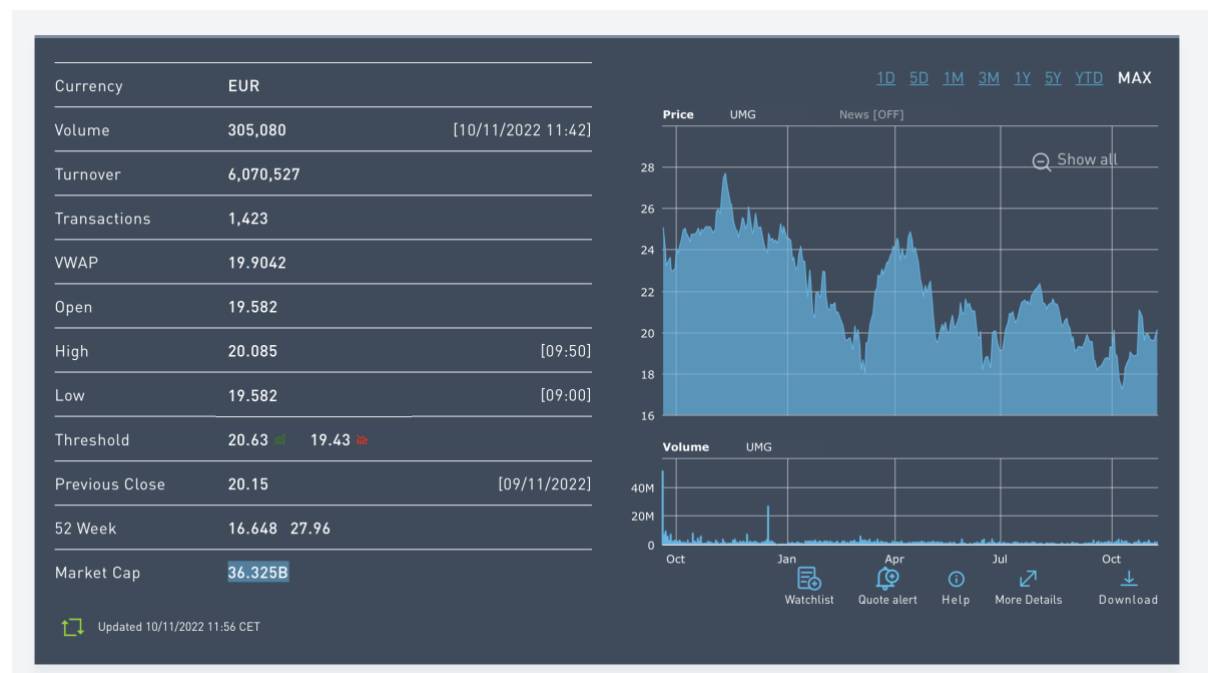 Currency EUR
Volume 305,080 [10/11/2022 11:42]
Turnover 6,070,527
Transactions 1,423
VWAP 19.9042
Open 19.582
High 20.085 [09:50]
Low 19.582 [09:00]
Threshold 20.63 19.43
Previous Close 20.15 [09/11/2022]
52 Week 16.648 27.96
Market Cap 36.325B
Updated 10/11/2022 11:56 CET
1D 5D 1M 3M 1Y 5Y YTD MAX
Price UMG News [OFF]
Show all
28
26
24
22
20
18
16
Volume UMG
40M
20M
0
Oct Jan Apr Jul Oct
Watchlist Quote alert Help More Details Download